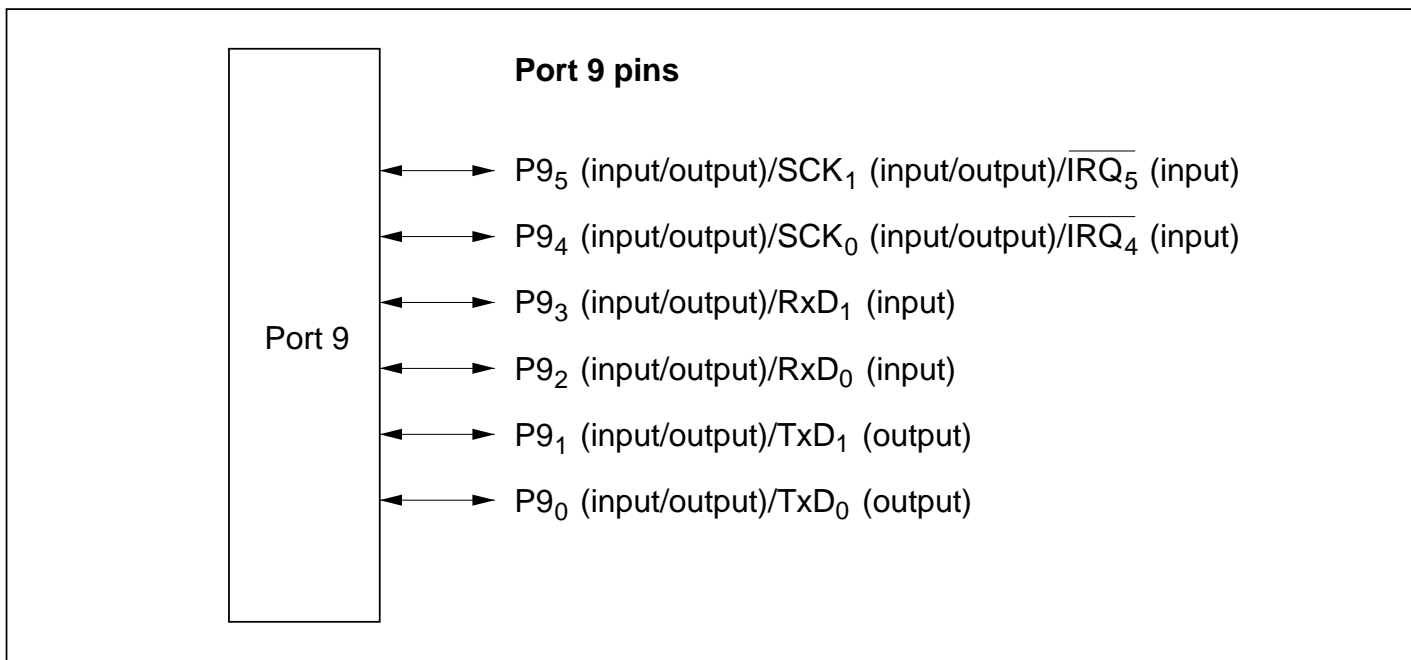 Port 9 pins
P9₅ (input/output)/SCK₁ (input/output)/I̅R̅Q̅₅̅ (input)
P9₄ (input/output)/SCK₀ (input/output)/I̅R̅Q̅₄̅ (input)
P9₃ (input/output)/RxD₁ (input)
Port 9
P9₂ (input/output)/RxD₀ (input)
P9₁ (input/output)/TxD₁ (output)
P9₀ (input/output)/TxD₀ (output)